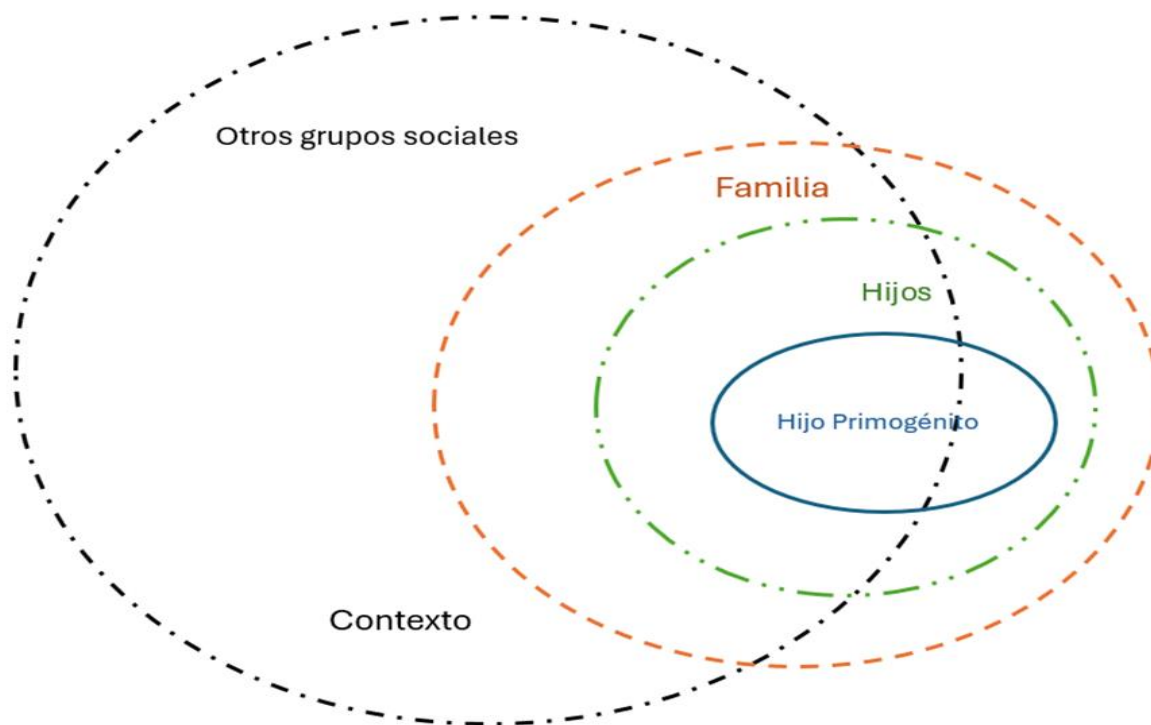 Otros grupos sociales
Familia
Hijos
Hijo Primogénito
Contexto